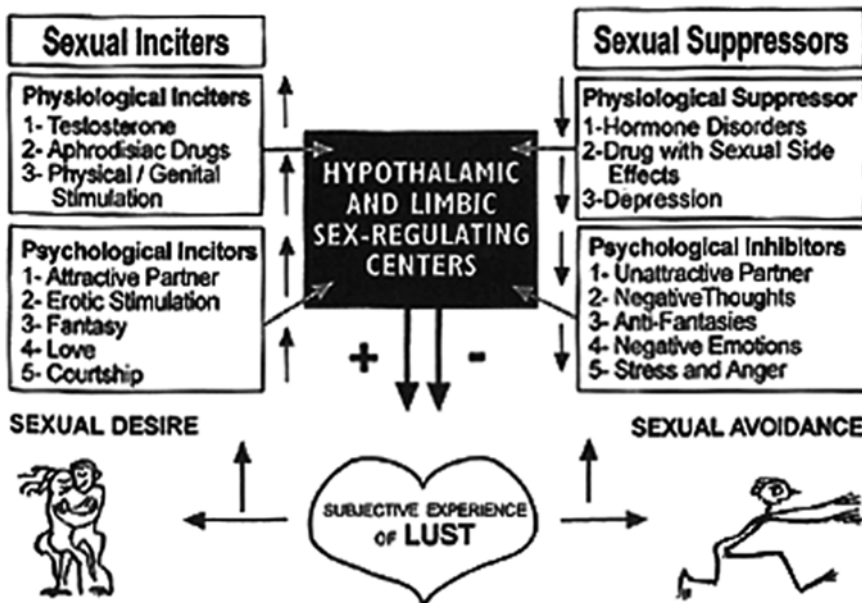 Sexual Inciters
Physiological Inciters
1- Testosterone
2- Aphrodisiac Drugs
3- Physical / Genital
Stimulation
Psychological Incitors
1- Attractive Partner
2- Erotic Stimulation
3- Fantasy
4- Love
5- Courtship
HYPOTHALAMIC
AND LIMBIC
SEX-REGULATING
CENTERS
+ -
Sexual Suppressors
Physiological Suppressor
1-Hormone Disorders
2-Drug with Sexual Side
Effects
3-Depression
Psychological Inhibitors
1- Unattractive Partner
2- NegativeThoughts
3- Anti-Fantasies
4- Negative Emotions
5- Stress and Anger
SEXUAL DESIRE
SUBJECTIVE EXPERIENCE
OF LUST
SEXUAL AVOIDANCE